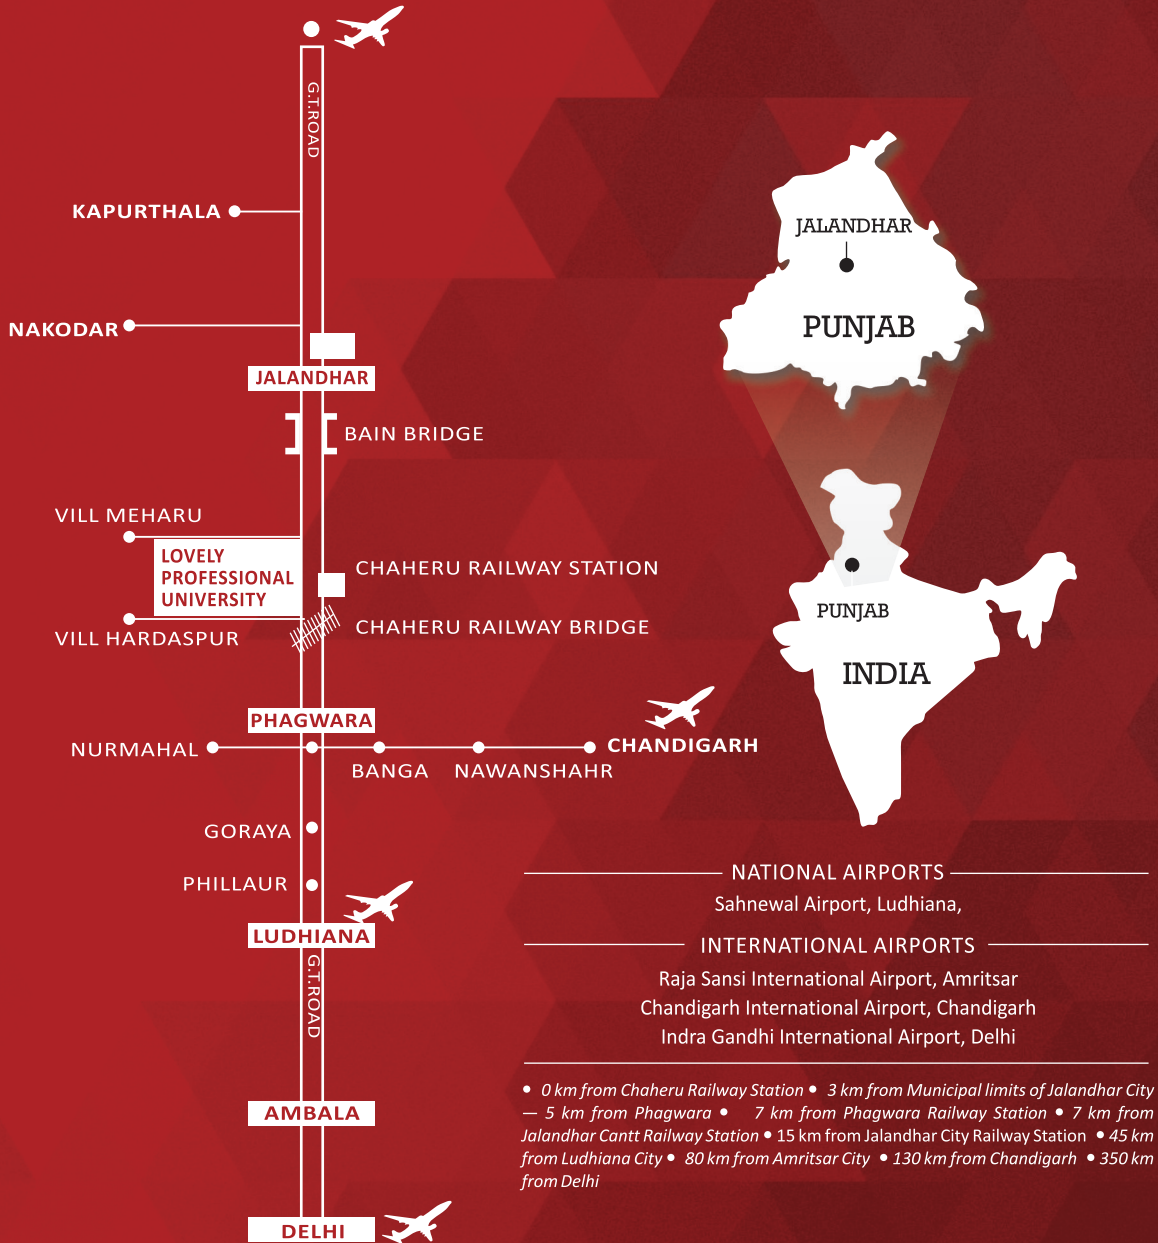 G.T.ROAD
KAPURTHALA
NAKODAR
JALANDHAR
BAIN BRIDGE
VILL MEHARU
LOVELY
PROFESSIONAL
UNIVERSITY
CHAHERU RAILWAY STATION
VILL HARDASPUR
CHAHERU RAILWAY BRIDGE
PHAGWARA
NURMAHAL
CHANDIGARH
BANGA
NAWANSHAHR
GORAYA
PHILLAUR
LUDHIANA
G.T.ROAD
AMBALA
DELHI
JALANDHAR
PUNJAB
PUNJAB
INDIA
NATIONAL AIRPORTS
Sahnewal Airport, Ludhiana,
INTERNATIONAL AIRPORTS
Raja Sansi International Airport, Amritsar
Chandigarh International Airport, Chandigarh
Indra Gandhi International Airport, Delhi
• 0 km from Chaheru Railway Station • 3 km from Municipal limits of Jalandhar City
— 5 km from Phagwara • 7 km from Phagwara Railway Station • 7 km from
Jalandhar Cantt Railway Station • 15 km from Jalandhar City Railway Station • 45 km
from Ludhiana City • 80 km from Amritsar City • 130 km from Chandigarh • 350 km
from Delhi